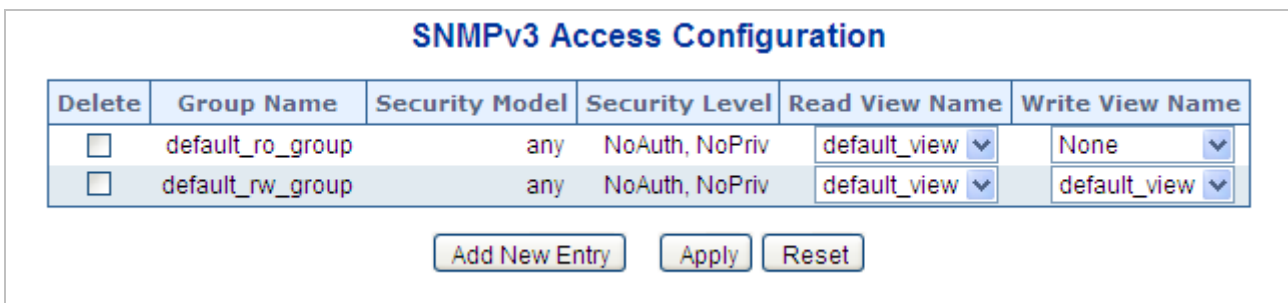 SNMPv3 Access Configuration
Delete Group Name Security Model Security Level Read View Name Write View Name
default_ro_group any NoAuth, NoPriv default_view None
default_rw_group any NoAuth, NoPriv default_view default_view
Add New Entry Apply Reset